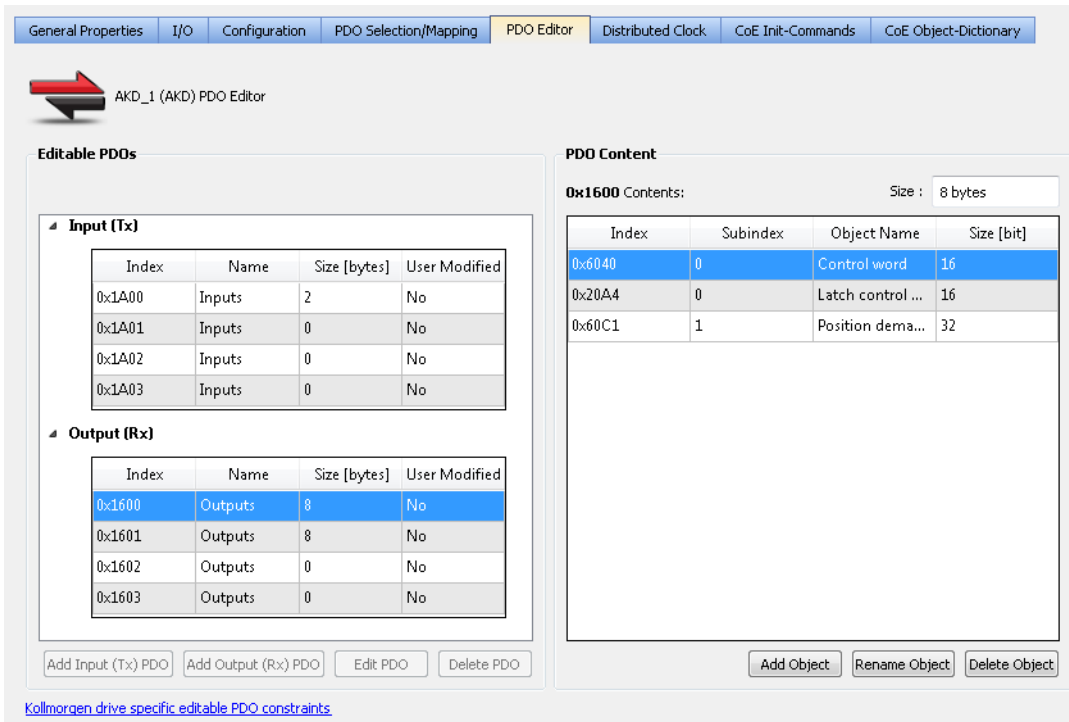 General Properties I/O Configuration PDO Selection/Mapping PDO Editor Distributed Clock CoE Init-Commands CoE Object-Dictionary
AKD_1 (AKD) PDO Editor
Editable PDOs
Input (Tx)
Index Name Size [bytes] User Modified
0x1A00 Inputs 2 No
0x1A01 Inputs 0 No
0x1A02 Inputs 0 No
0x1A03 Inputs 0 No
Output (Rx)
Index Name Size [bytes] User Modified
0x1600 Outputs 8 No
0x1601 Outputs 8 No
0x1602 Outputs 0 No
0x1603 Outputs 0 No
Add Input (Tx) PDO Add Output (Rx) PDO Edit PDO Delete PDO
PDO Content
0x1600 Contents: Size : 8 bytes
Index Subindex Object Name Size [bit]
0x6040 0 Control word 16
0x20A4 0 Latch control ... 16
0x60C1 1 Position dema... 32
Add Object Rename Object Delete Object
Kollmorgen drive specific editable PDO constraints